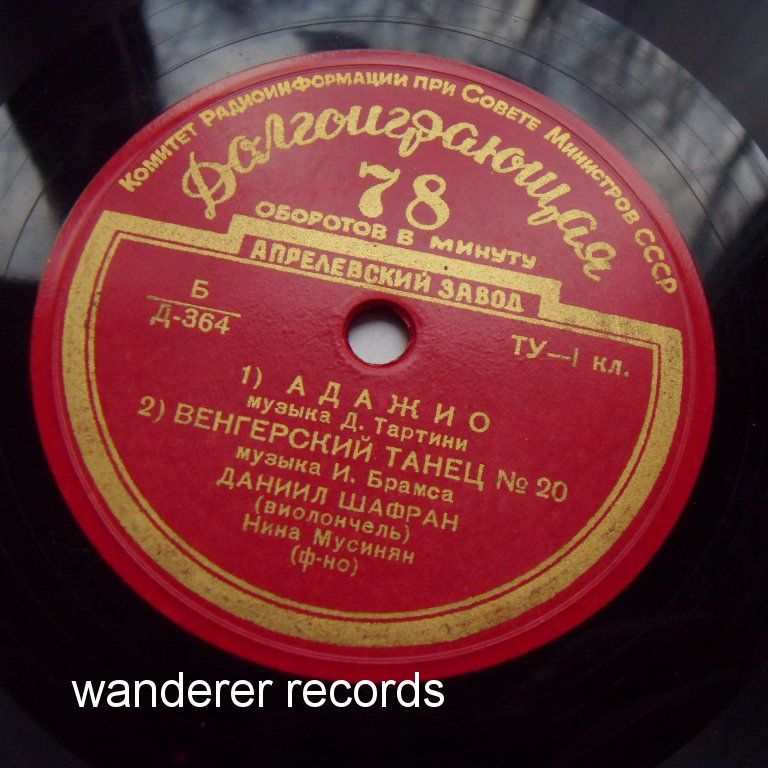 Комитет Радиоинформации при Совете Министров СССР
Долгоиграющая
78
ОБОРОТОВ В МИНУТУ
АПРЕЛЕВСКИЙ ЗАВОД
Б
Д-364
ТУ—I кл.
1) АДАЖИО
музыка Д. Тартини
2) ВЕНГЕРСКИЙ ТАНЕЦ № 20
музыка И. Брамса
ДАНИИЛ ШАФРАН
(виолончель)
Нина Мусинян
(ф-но)
wanderer records